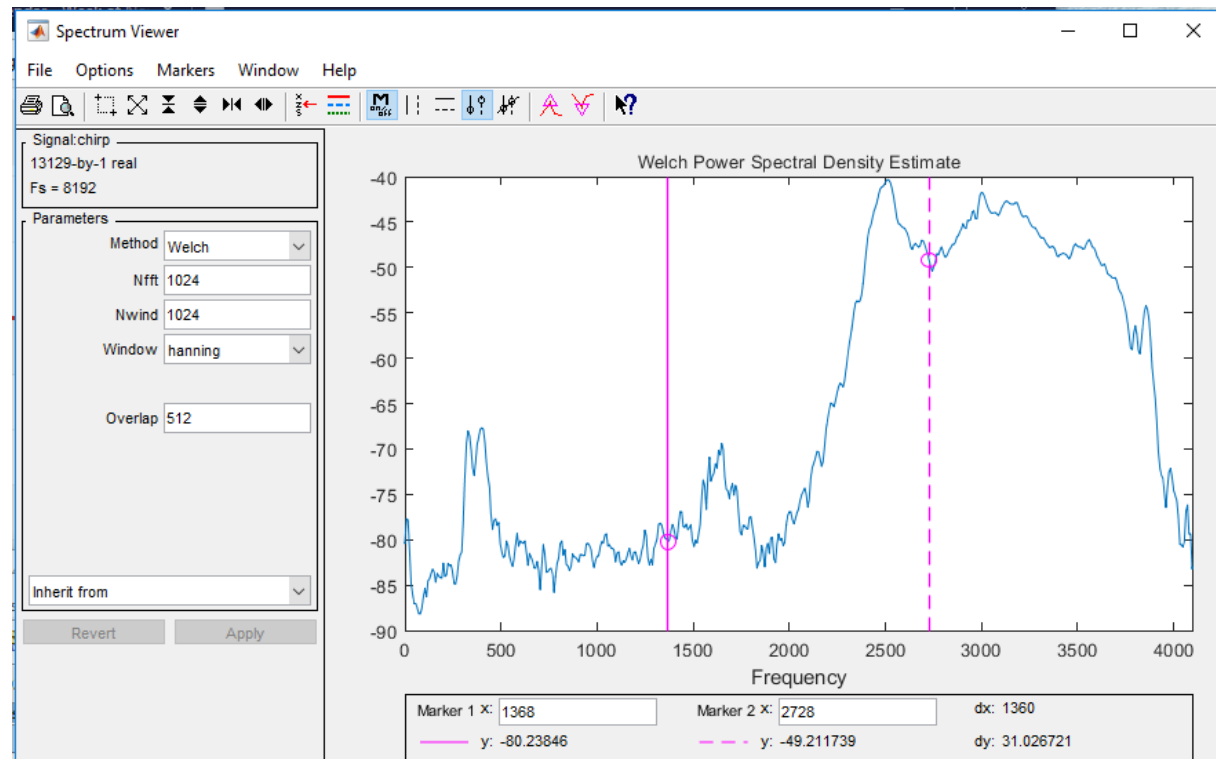 Spectrum Viewer
File Options Markers Window Help
Signal:chirp
13129-by-1 real
Fs = 8192
Parameters
Method Welch
Nfft 1024
Nwind 1024
Window hanning
Overlap 512
Inherit from
Revert Apply
Welch Power Spectral Density Estimate
-40
-45
-50
-55
-60
-65
-70
-75
-80
-85
-90
0 500 1000 1500 2000 2500 3000 3500 4000
Frequency
Marker 1 x: 1368 Marker 2 x: 2728 dx: 1360
y: -80.23846 y: -49.211739 dy: 31.026721